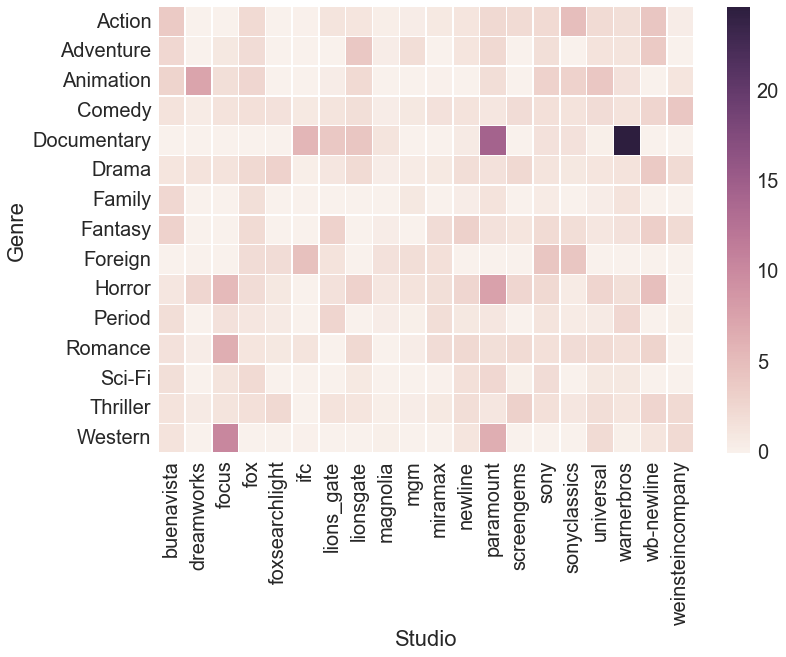 Genre
Action
Adventure
Animation
Comedy
Documentary
Drama
Family
Fantasy
Foreign
Horror
Period
Romance
Sci-Fi
Thriller
Western
buenavista
dreamworks
focus
fox
foxsearchlight
ifc
lions_gate
lionsgate
magnolia
mgm
miramax
newline
paramount
screengems
sony
sonyclassics
universal
warnerbros
wb-newline
weinsteincompany
Studio
20
15
10
5
0